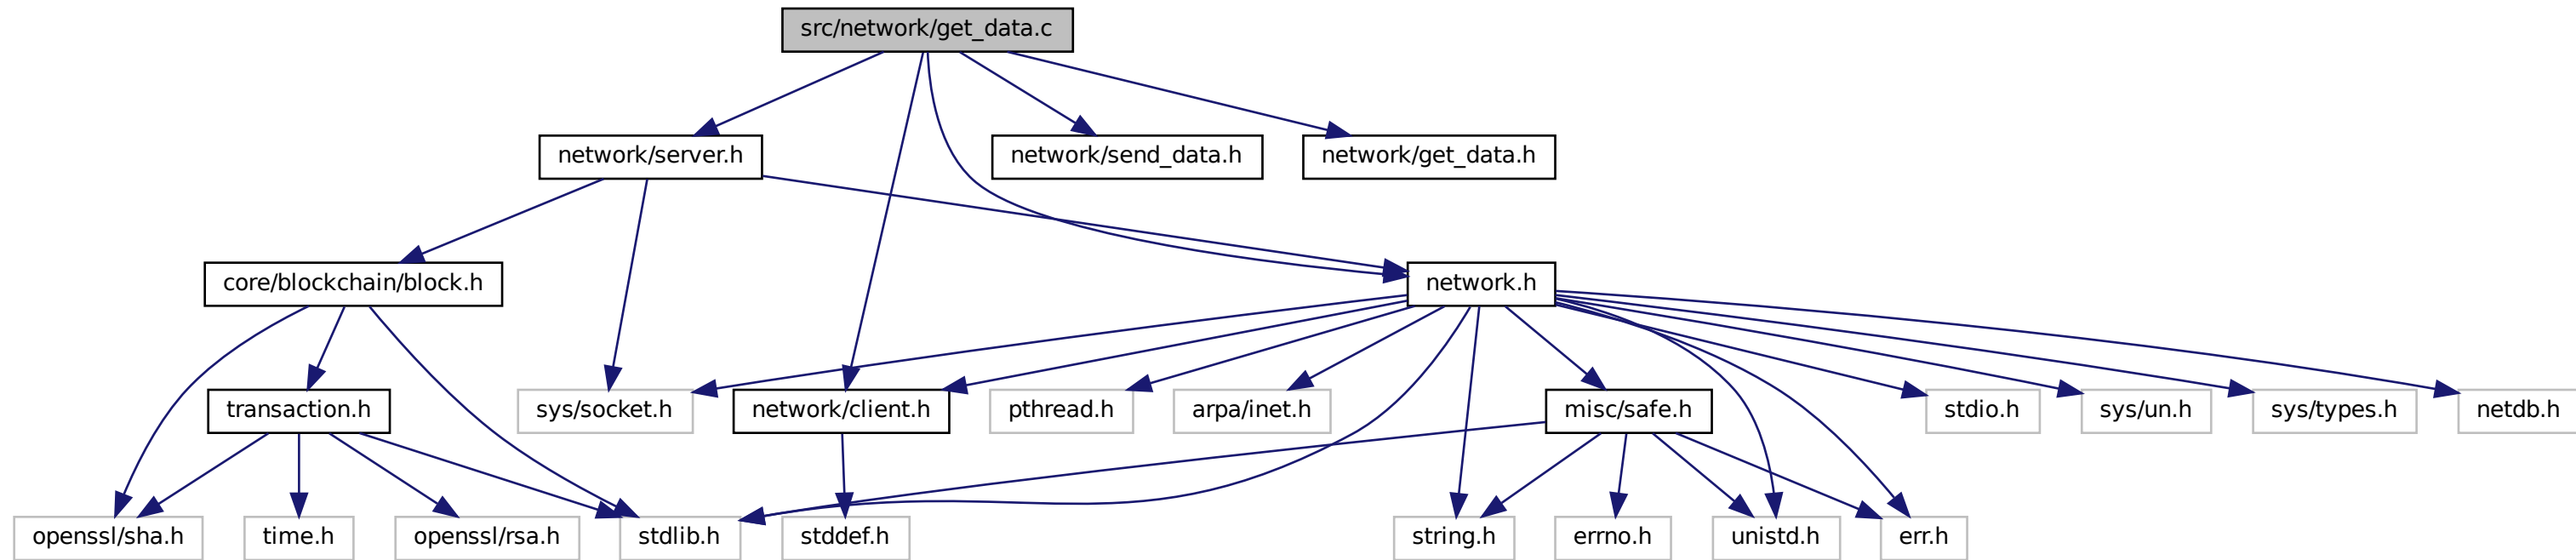 src/network/get_data.c
network/server.h
network/send_data.h
network/get_data.h
core/blockchain/block.h
network.h
transaction.h
sys/socket.h
network/client.h
pthread.h
arpa/inet.h
misc/safe.h
stdio.h
sys/un.h
sys/types.h
netdb.h
openssl/sha.h
time.h
openssl/rsa.h
stdlib.h
stddef.h
string.h
errno.h
unistd.h
err.h